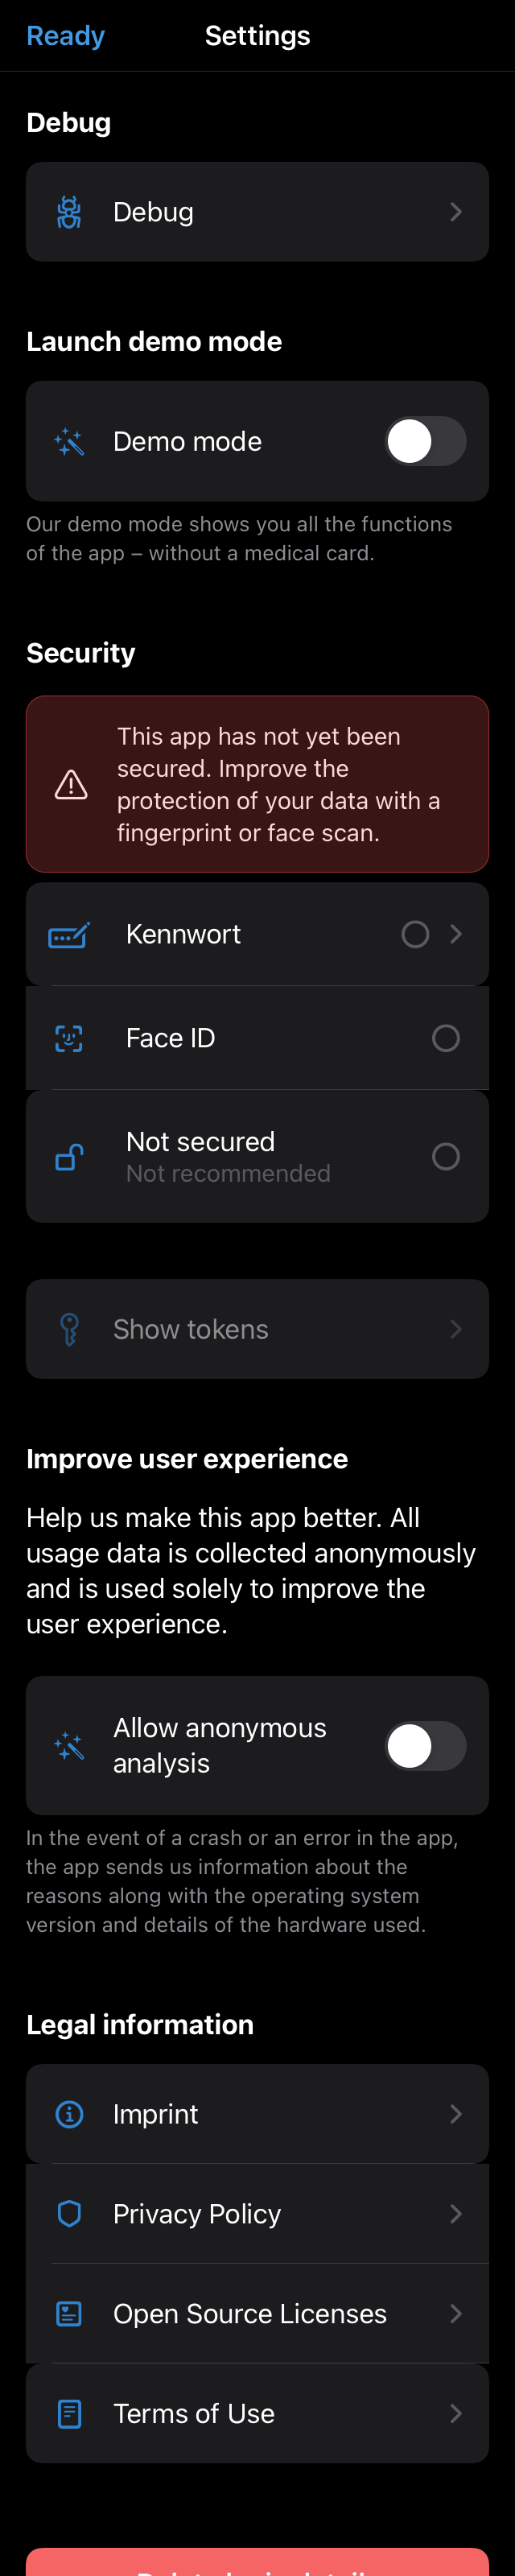 Ready
Settings
Debug
Debug
Launch demo mode
Demo mode
Our demo mode shows you all the functions
of the app – without a medical card.
Security
This app has not yet been
secured. Improve the
protection of your data with a
fingerprint or face scan.
Kennwort
Face ID
Not secured
Not recommended
Show tokens
Improve user experience
Help us make this app better. All
usage data is collected anonymously
and is used solely to improve the
user experience.
Allow anonymous
analysis
In the event of a crash or an error in the app,
the app sends us information about the
reasons along with the operating system
version and details of the hardware used.
Legal information
Imprint
Privacy Policy
Open Source Licenses
Terms of Use